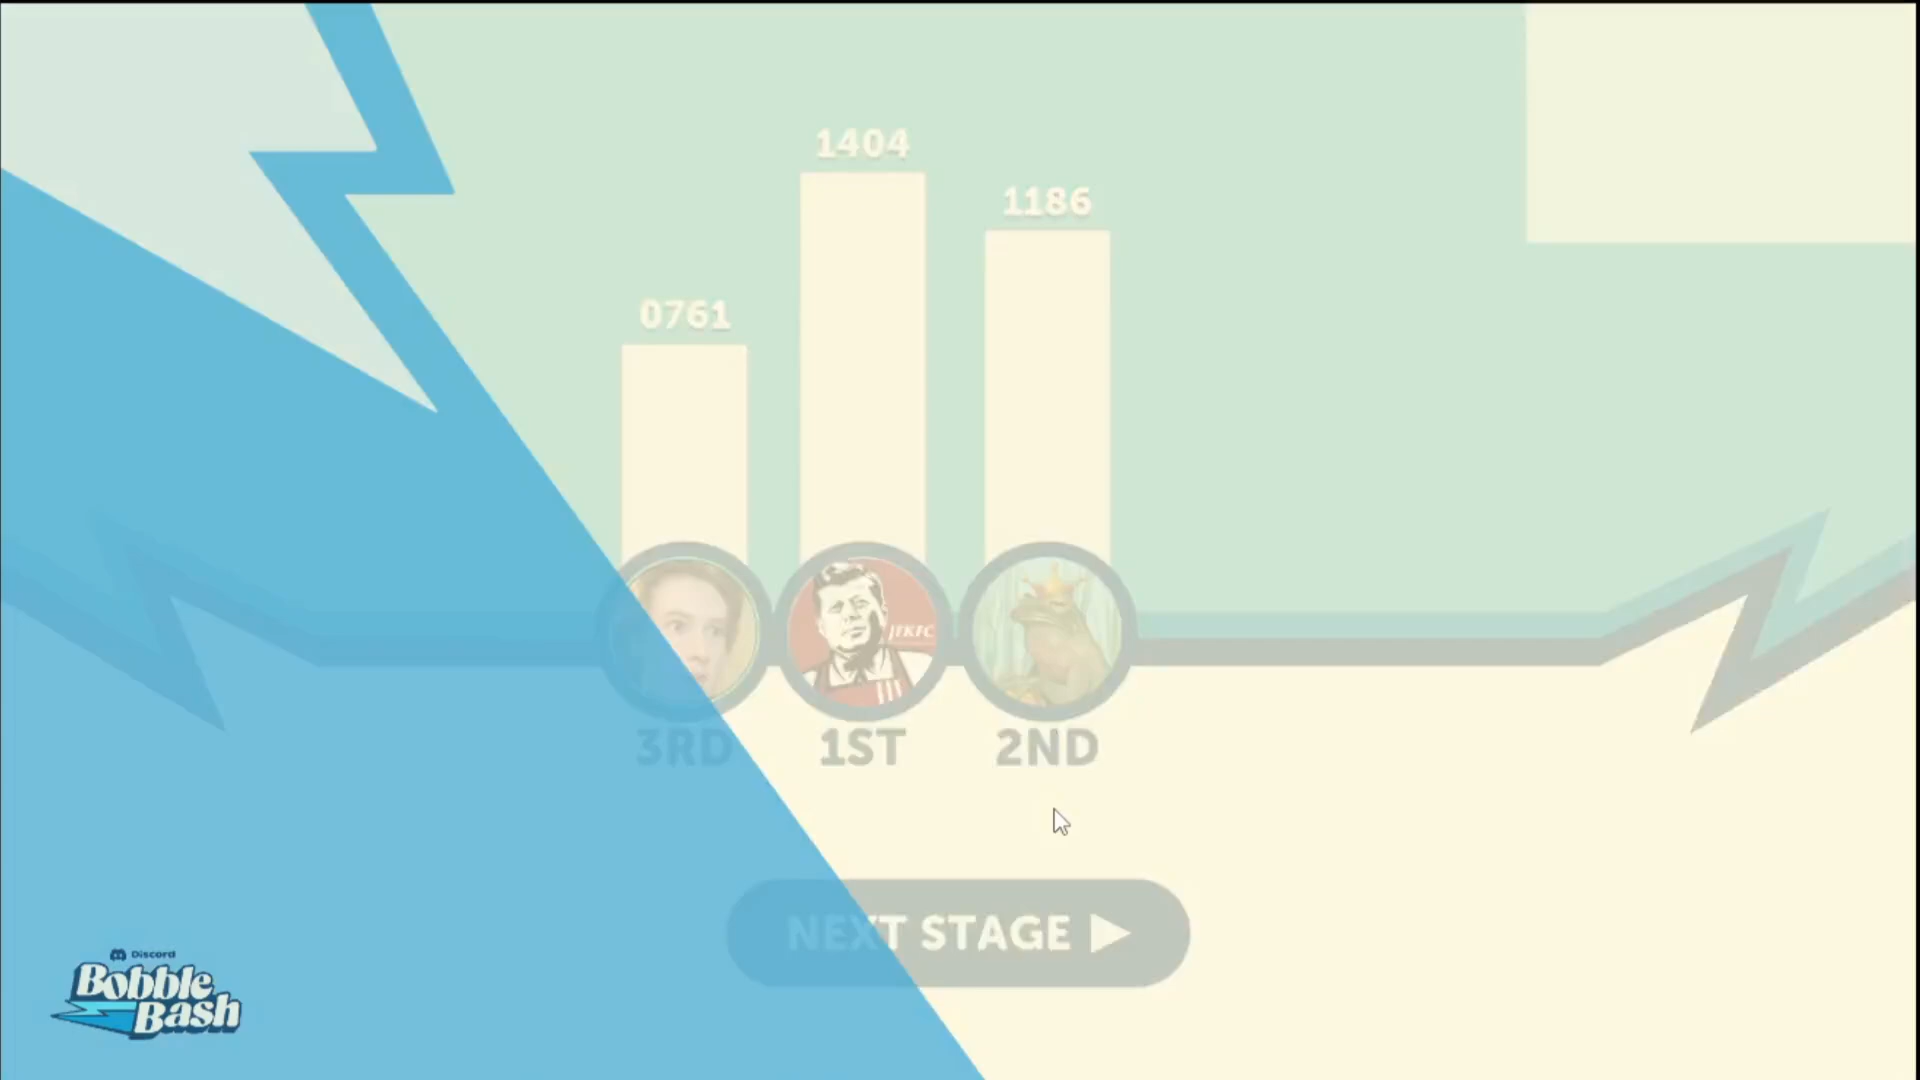 1404
1186
0761
JFKFC
3RD
1ST
2ND
NEXT STAGE
Discord
Bobble
Bash